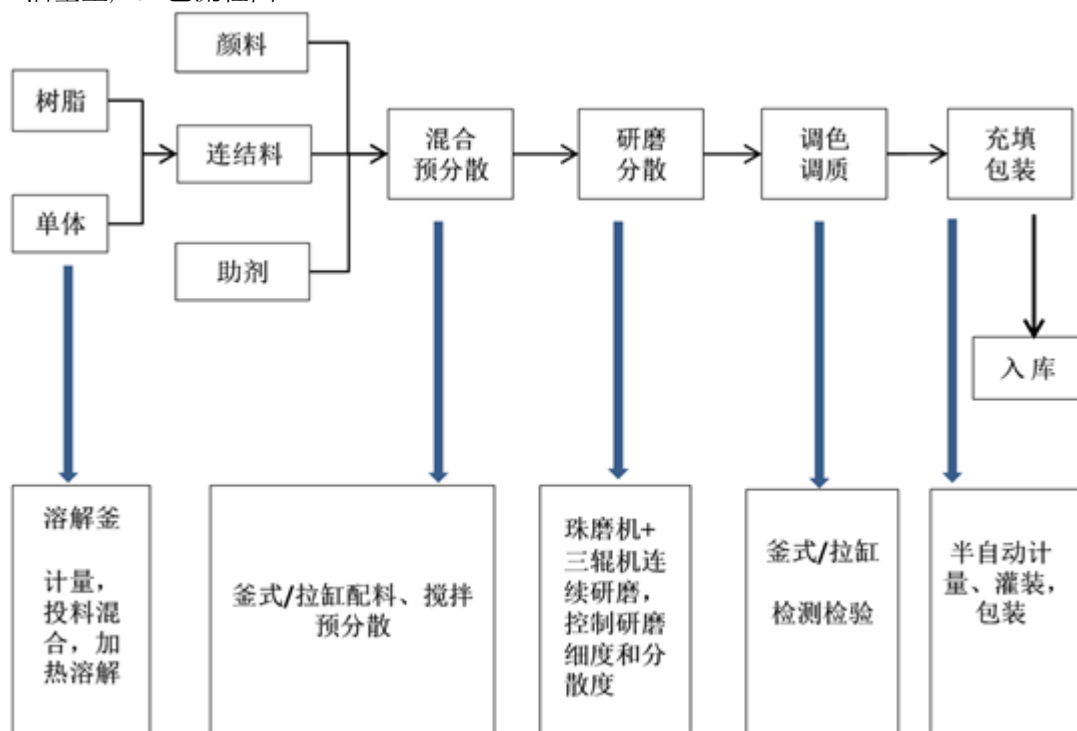 颜料
树脂
连结料
混合
预分散
研磨
分散
调色
调质
充填
包装
单体
助剂
入库
溶解釜
计量，
投料混
合，加
热溶解
釜式/拉缸配料、搅拌
预分散
珠磨机+
三辊机连
续研磨，
控制研磨
细度和分
散度
釜式/拉缸
检测检验
半自动计
量、灌装，
包装